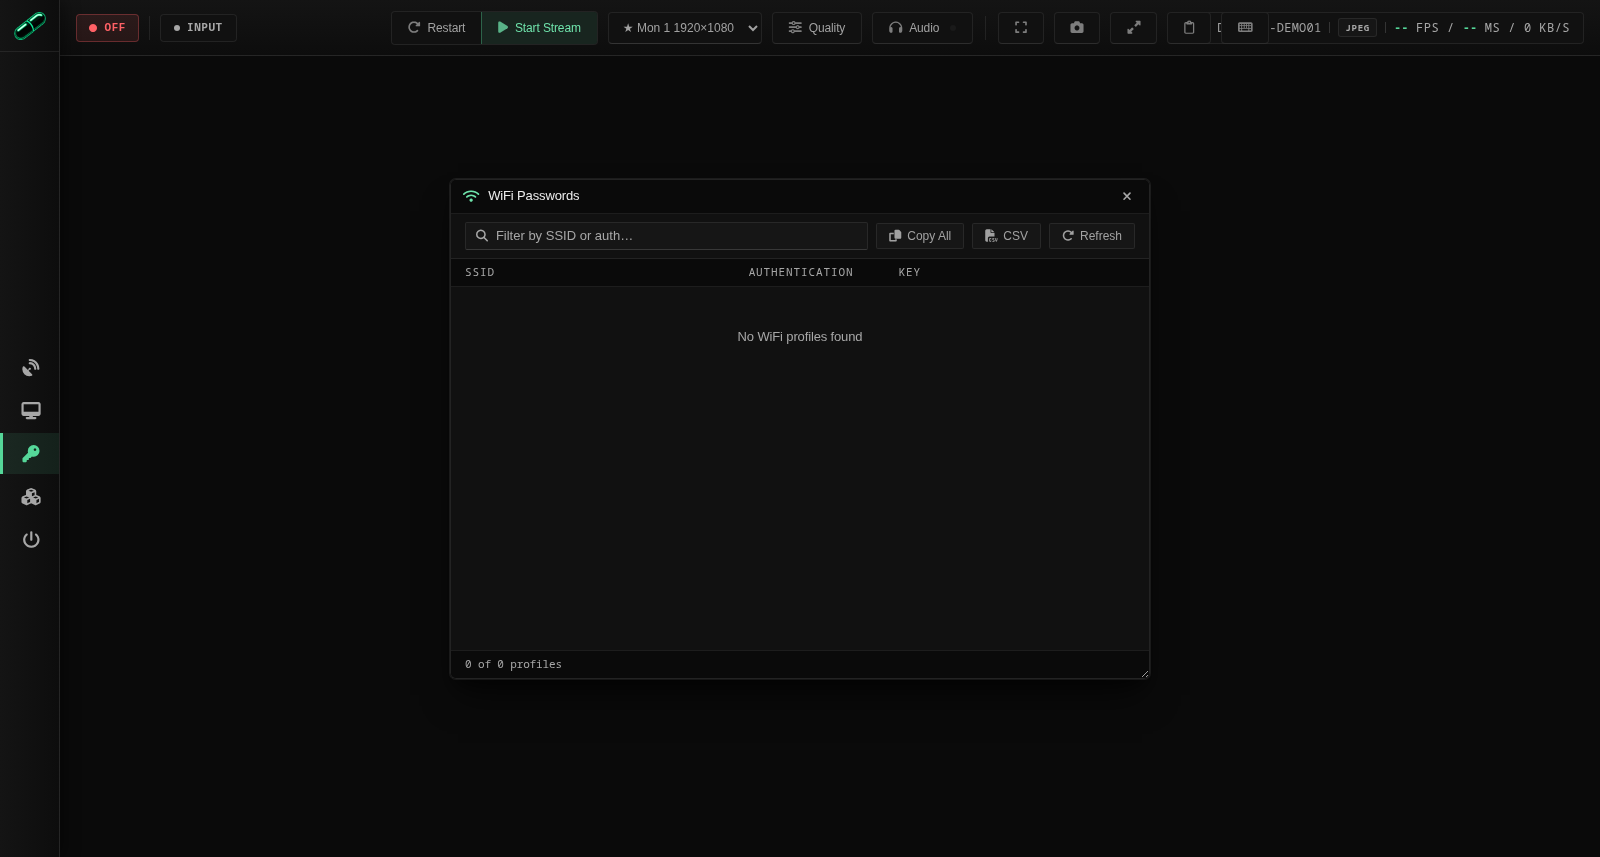 OFF
INPUT
Restart
Start Stream
★ Mon 1 1920×1080
Quality
Audio
-DEMO01
JPEG
-- FPS / -- MS / 0 KB/S
WiFi Passwords
Filter by SSID or auth…
Copy All
CSV
Refresh
SSID AUTHENTICATION KEY
No WiFi profiles found
0 of 0 profiles